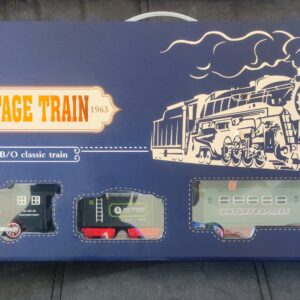 TAGE TRAIN
1963
B/O classic train
CENTURY EXPRESS